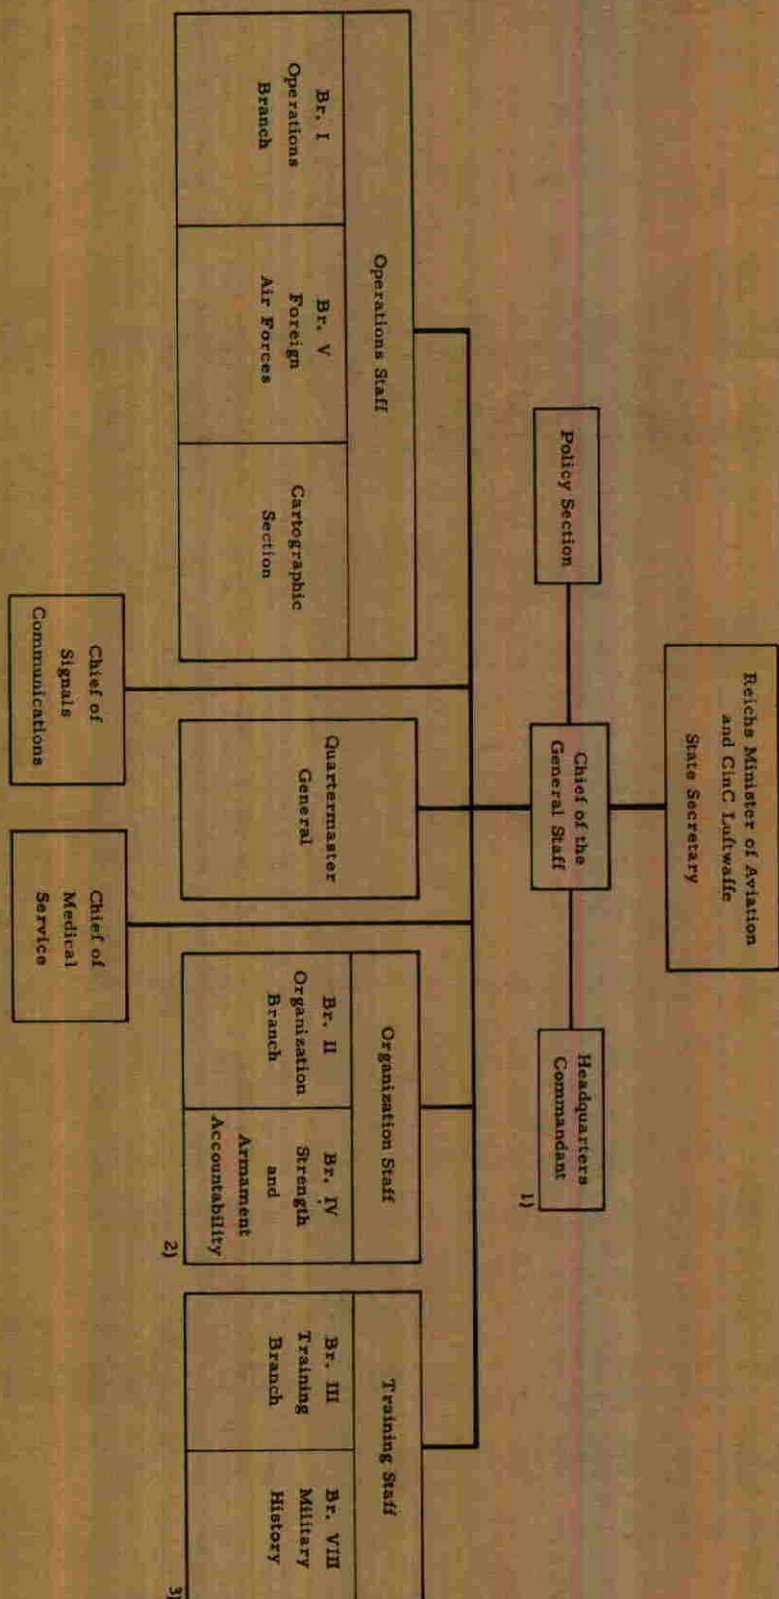 Reichs Minister of Aviation
and CinC Luftwaffe
State Secretary
Policy Section
Chief of the
General Staff
Headquarters
Commandant
1)
Operations Staff
Br. I
Operations
Branch
Br. V
Foreign
Air Forces
Cartographic
Section
Quartermaster
General
Organization Staff
Br. II
Organization
Branch
Br. IV
Strength
and
Armament
Accountability
2)
Training Staff
Br. III
Training
Branch
Br. VIII
Military
History
3)
Chief of
Signals
Communications
Chief of
Medical
Service